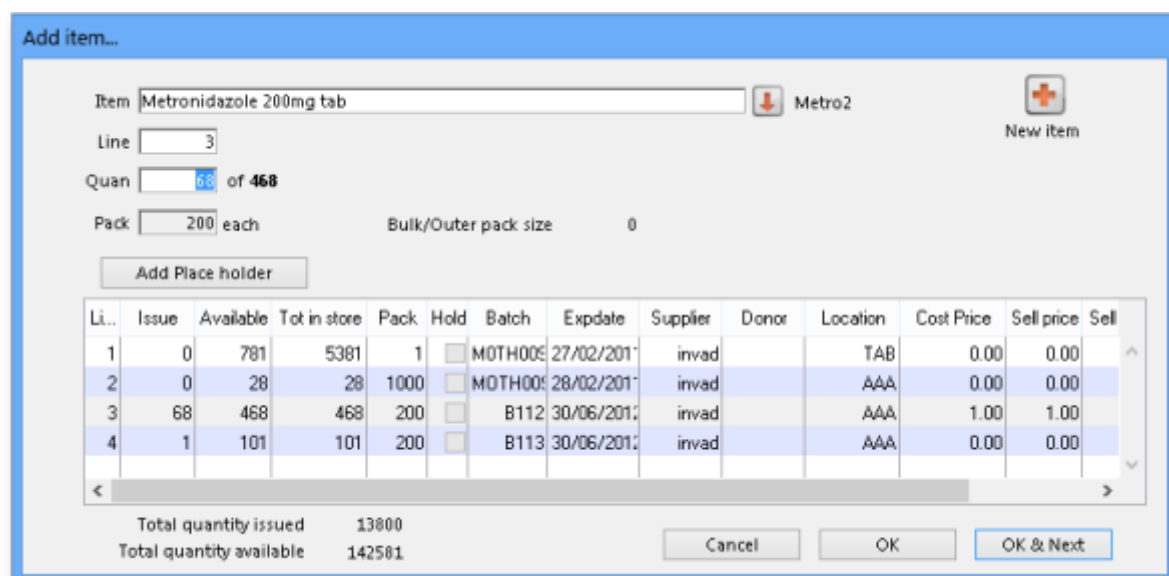 Add item...
Item Metronidazole 200mg tab Metro2
New item
Line 3
Quan 68 of 468
Pack 200 each Bulk/Outer pack size 0
Add Place holder
Li... Issue Available Tot in store Pack Hold Batch Expdate Supplier Donor Location Cost Price Sell price Sell
1 0 781 5381 1 MOTH009 27/02/201 invad TAB 0.00 0.00
2 0 28 28 1000 MOTH009 28/02/201 invad AAA 0.00 0.00
3 68 468 468 200 B112 30/06/2012 invad AAA 1.00 1.00
4 1 101 101 200 B113 30/06/2012 invad AAA 0.00 0.00
Total quantity issued 13800
Total quantity available 142581
Cancel OK OK & Next